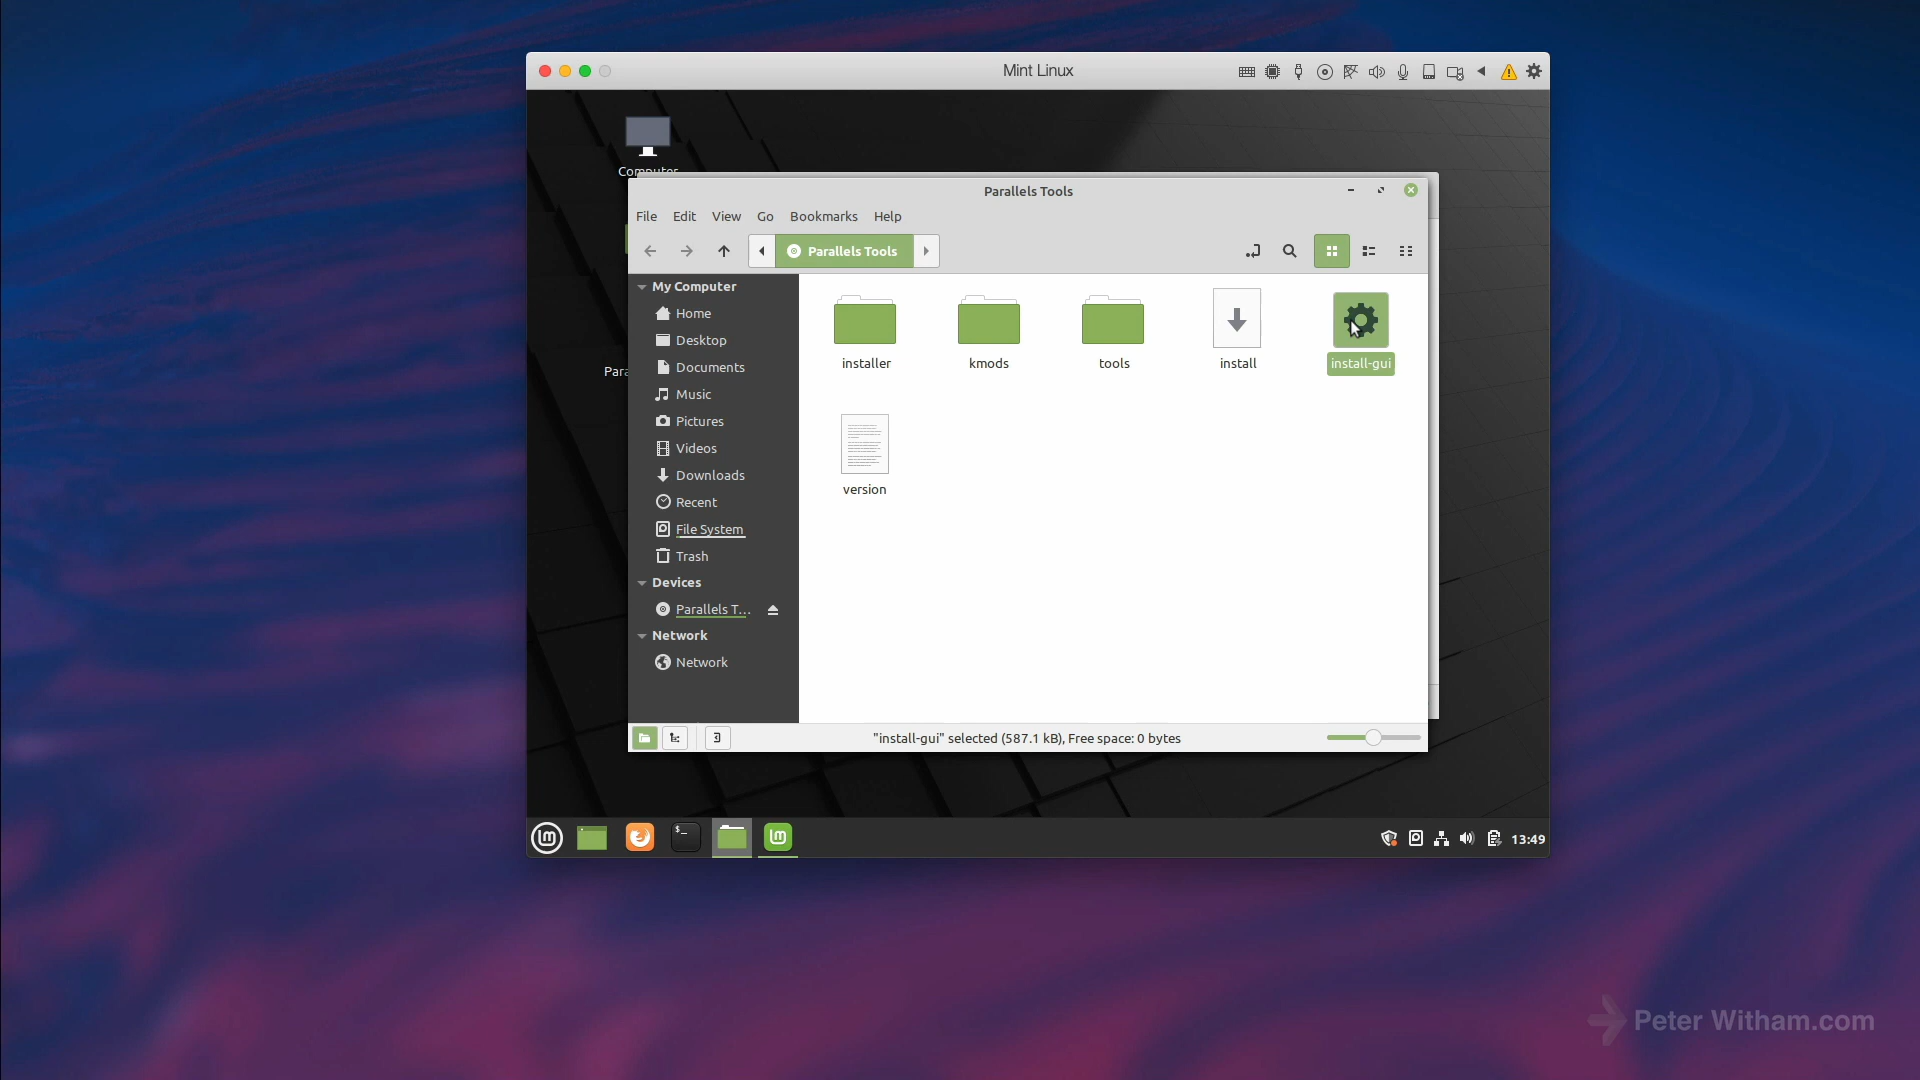 Mint Linux
Computer
Parallels Tools
File Edit View Go Bookmarks Help
Parallels Tools
My Computer
Home
Desktop
Documents
Music
Pictures
Videos
Downloads
Recent
File System
Trash
Devices
Parallels T...
Network
Network
installer
kmods
tools
install
install-gui
version
Para
"install-gui" selected (587.1 kB), Free space: 0 bytes
13:49
Peter Witham.com